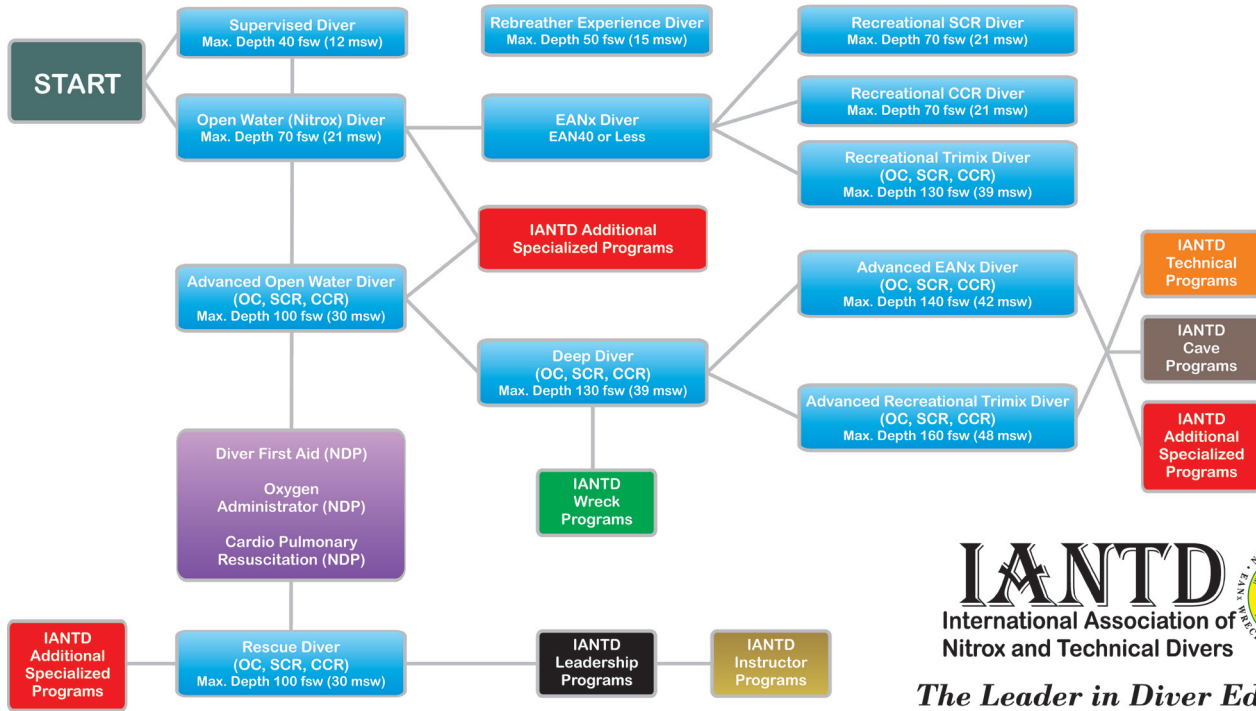 START
Supervised Diver
Max. Depth 40 fsw (12 msw)
Rebreather Experience Diver
Max. Depth 50 fsw (15 msw)
Recreational SCR Diver
Max. Depth 70 fsw (21 msw)
Open Water (Nitrox) Diver
Max. Depth 70 fsw (21 msw)
EANx Diver
EAN40 or Less
Recreational CCR Diver
Max. Depth 70 fsw (21 msw)
Recreational Trimix Diver
(OC, SCR, CCR)
Max. Depth 130 fsw (39 msw)
IANTD Additional
Specialized Programs
Advanced Open Water Diver
(OC, SCR, CCR)
Max. Depth 100 fsw (30 msw)
Advanced EANx Diver
(OC, SCR, CCR)
Max. Depth 140 fsw (42 msw)
IANTD
Technical
Programs
IANTD
Cave
Programs
Deep Diver
(OC, SCR, CCR)
Max. Depth 130 fsw (39 msw)
Advanced Recreational Trimix Diver
(OC, SCR, CCR)
Max. Depth 160 fsw (48 msw)
IANTD
Additional
Specialized
Programs
Diver First Aid (NDP)
Oxygen
Administrator (NDP)
Cardio Pulmonary
Resuscitation (NDP)
IANTD
Wreck
Programs
IANTD
Additional
Specialized
Programs
Rescue Diver
(OC, SCR, CCR)
Max. Depth 100 fsw (30 msw)
IANTD
Leadership
Programs
IANTD
Instructor
Programs
IANTD
International Association of
Nitrox and Technical Divers
EANx WRECK
The Leader in Diver Ed